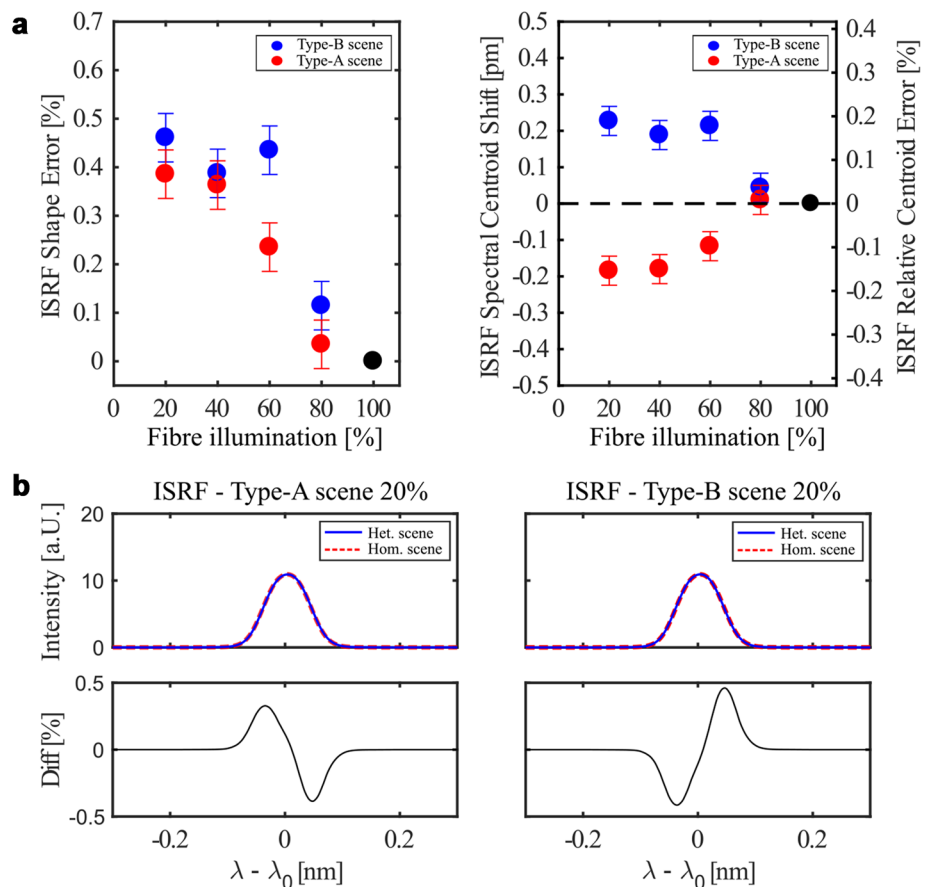 a
0.7
0.5
0.4
0.3
0.4
0.1
0
ISRF Shape Error [%]
Type-B scene
Type-A scene
0 20 40 60 80 100
Fibre illumination [%]
0.5
0.4
0.3
0.2
0.1
0
-0.1
-0.2
-0.3
-0.4
-0.5
ISRF Spectral Centroid Shift [pm]
Type-B scene
Type-A scene
0.4
0.3
0.2
0.1
0
-0.1
-0.2
-0.3
-0.4
ISRF Relative Centroid Error [%]
0 20 40 60 80 100
Fibre illumination [%]
b
ISRF - Type-A scene 20%
20
10
0
Intensity [a.U.]
Het. scene
Hom. scene
0.5
0
-0.5
Diff [%]
-0.2 0 0.2
λ - λ0 [nm]
ISRF - Type-B scene 20%
Het. scene
Hom. scene
-0.2 0 0.2
λ - λ0 [nm]